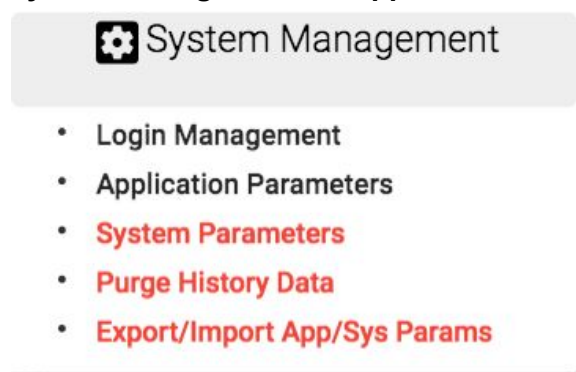 System Management
• Login Management
• Application Parameters
• System Parameters
• Purge History Data
• Export/Import App/Sys Params